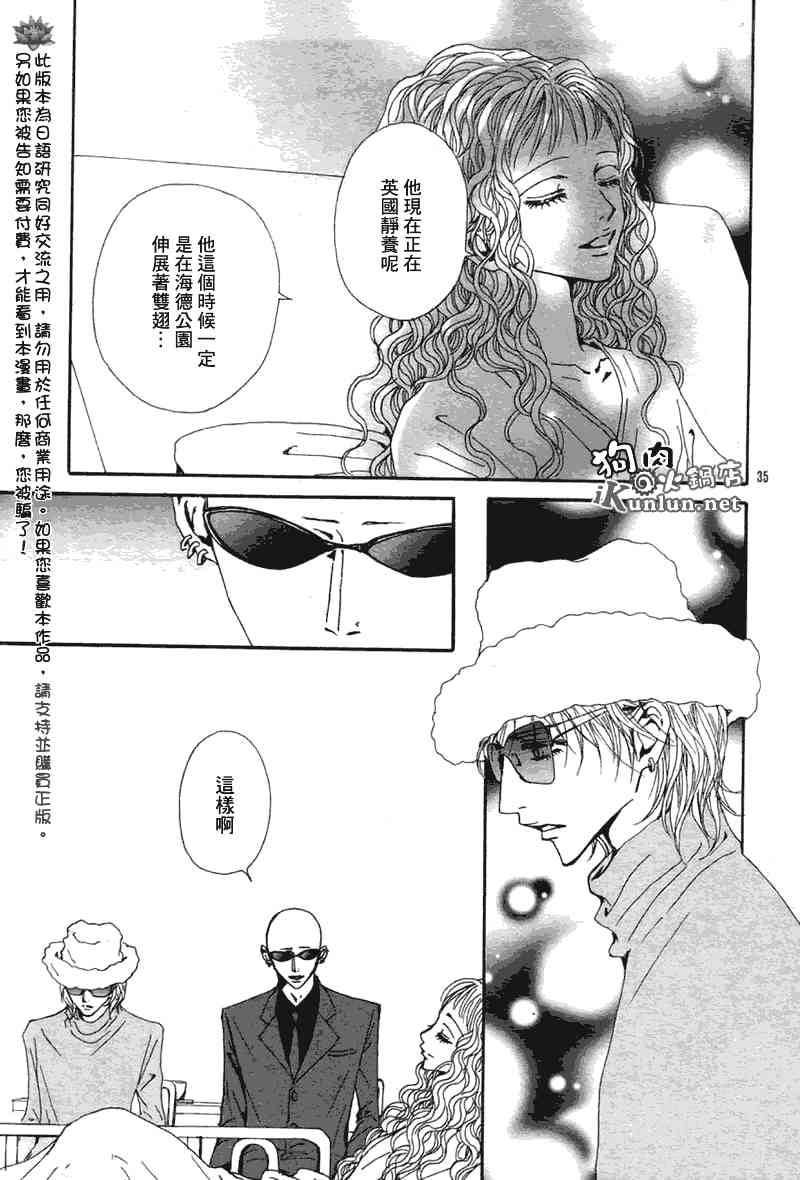 他現在正在
英國靜養呢
他這個時候一定
是在海德公園
伸展著雙翅…
這樣啊
35
狗肉火鍋店
iKunlun.net
此版本為日語研究同好交流之用，請勿用於任何商業用途。如果您喜歡本作品，請支持並購買正版。
另如果您被告知需要付費，才能看到本漫畫，那麼，您被騙了！